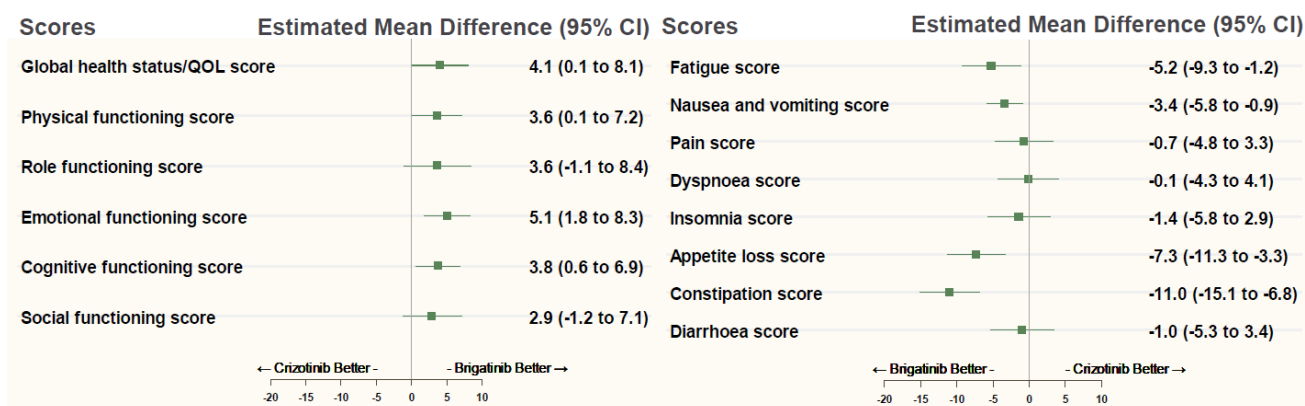 Scores Estimated Mean Difference (95% CI)
Global health status/QOL score 4.1 (0.1 to 8.1)
Physical functioning score 3.6 (0.1 to 7.2)
Role functioning score 3.6 (-1.1 to 8.4)
Emotional functioning score 5.1 (1.8 to 8.3)
Cognitive functioning score 3.8 (0.6 to 6.9)
Social functioning score 2.9 (-1.2 to 7.1)
← Crizotinib Better - - Brigatinib Better →
-20 -15 -10 -5 0 5 10
Scores Estimated Mean Difference (95% CI)
Fatigue score -5.2 (-9.3 to -1.2)
Nausea and vomiting score -3.4 (-5.8 to -0.9)
Pain score -0.7 (-4.8 to 3.3)
Dyspnoea score -0.1 (-4.3 to 4.1)
Insomnia score -1.4 (-5.8 to 2.9)
Appetite loss score -7.3 (-11.3 to -3.3)
Constipation score -11.0 (-15.1 to -6.8)
Diarrhoea score -1.0 (-5.3 to 3.4)
← Brigatinib Better - - Crizotinib Better →
-20 -15 -10 -5 0 5 10